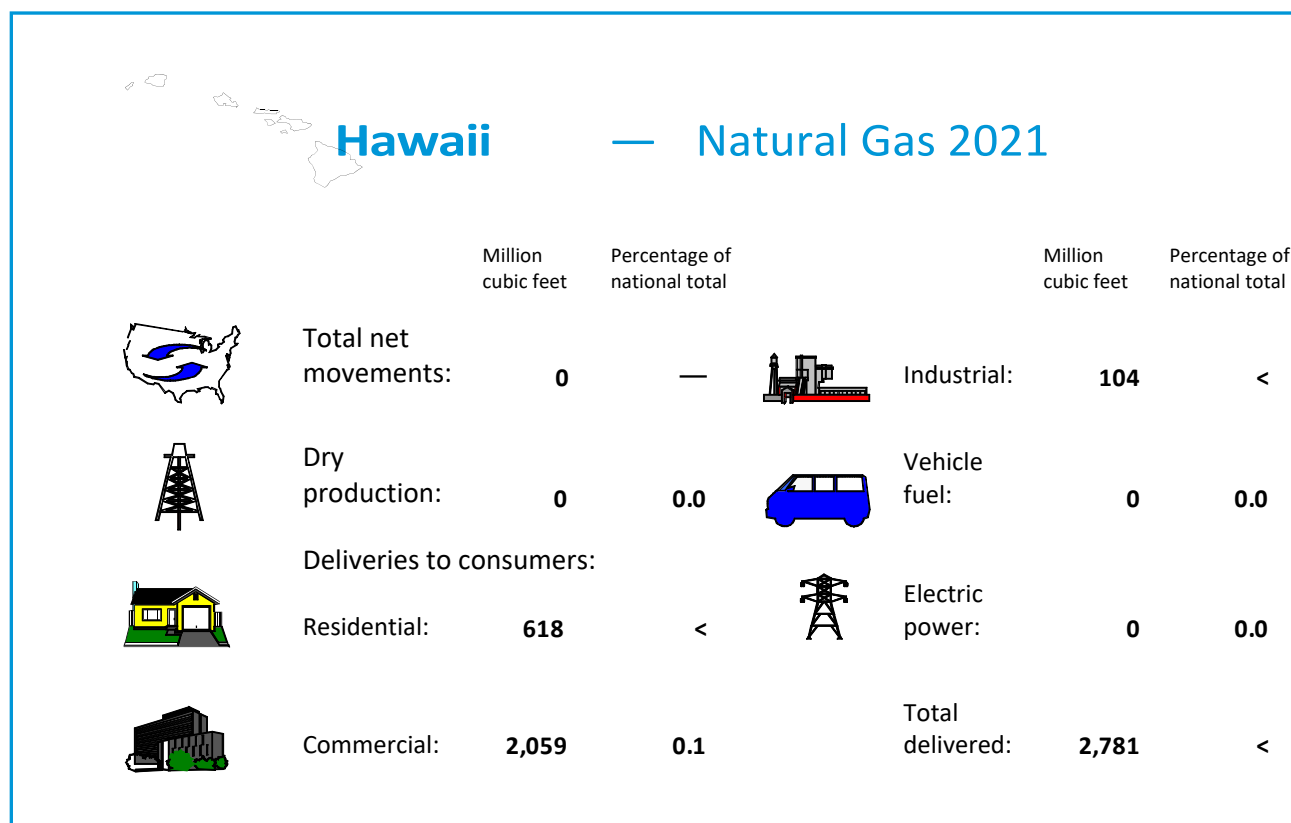 Hawaii — Natural Gas 2021
Million cubic feet
Percentage of national total
Total net movements: 0 —
Dry production: 0 0.0
Deliveries to consumers:
Residential: 618 <
Commercial: 2,059 0.1
Million cubic feet
Percentage of national total
Industrial: 104 <
Vehicle fuel: 0 0.0
Electric power: 0 0.0
Total delivered: 2,781 <